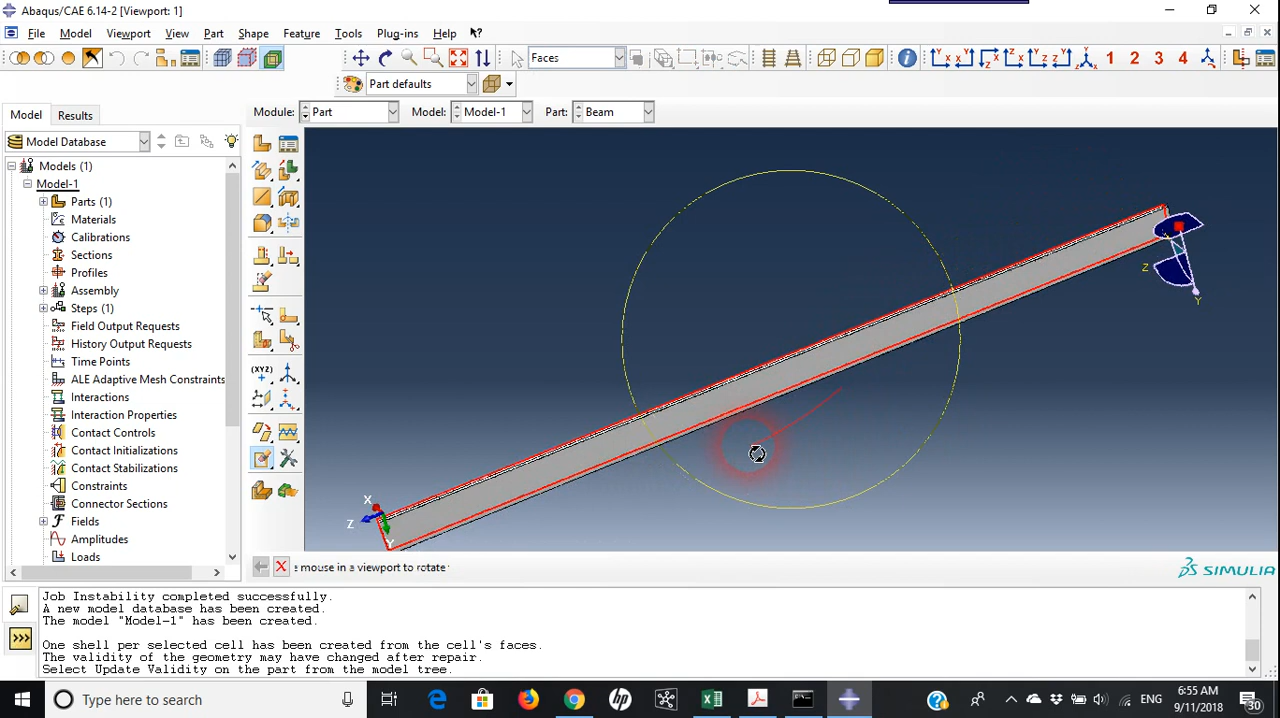 Abaqus/CAE 6.14-2 [Viewport: 1]
File Model Viewport View Part Shape Feature Tools Plug-ins Help
Faces
1 2 3 4
Part defaults
Model Results
Module: Part Model: Model-1 Part: Beam
Model Database
Models (1)
Model-1
Parts (1)
Materials
Calibrations
Sections
Profiles
Assembly
Steps (1)
Field Output Requests
History Output Requests
Time Points
ALE Adaptive Mesh Constraints
Interactions
Interaction Properties
Contact Controls
Contact Initializations
Contact Stabilizations
Constraints
Connector Sections
Fields
Amplitudes
Loads
(XYZ)
Z
Y
X
Z
Y
e mouse in a viewport to rotate
SIMULIA
Job Instability completed successfully.
A new model database has been created.
The model "Model-1" has been created.
One shell per selected cell has been created from the cell's faces.
The validity of the geometry may have changed after repair.
Select Update Validity on the part from the model tree.
>>>
Type here to search
hp
ENG
6:55 AM
9/11/2018
30